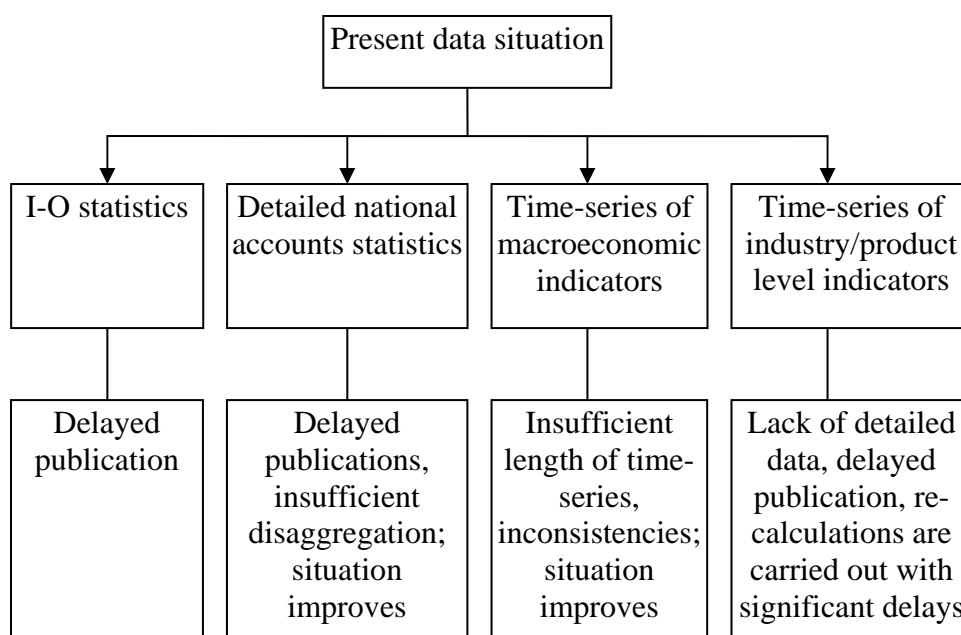 Present data situation
I-O statistics
Detailed national
accounts statistics
Time-series of
macroeconomic
indicators
Time-series of
industry/product
level indicators
Delayed
publication
Delayed
publications,
insufficient
disaggregation;
situation
improves
Insufficient
length of time-
series,
inconsistencies;
situation
improves
Lack of detailed
data, delayed
publication, re-
calculations are
carried out with
significant delays